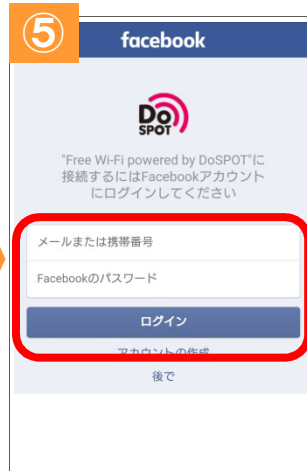 ⑤
facebook
Do
SPOT
"Free Wi-Fi powered by DoSPOT"に
接続するにはFacebookアカウント
にログインしてください
メールまたは携帯番号
Facebookのパスワード
ログイン
アカウントの作成
後で